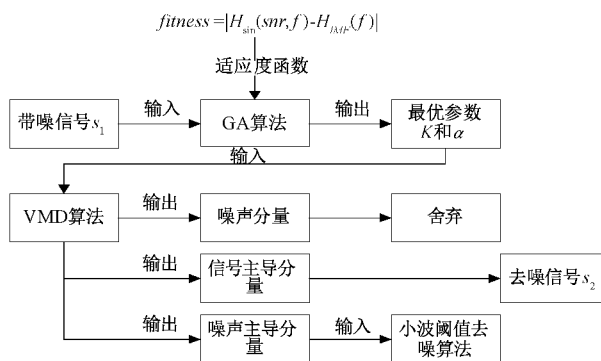 fitness=|H_sin(snr,f)-H_IMF(f)|
适应度函数
带噪信号s₁
输入
GA算法
输出
最优参数
K和α
输入
VMD算法
输出
噪声分量
舍弃
输出
信号主导分
量
去噪信号s₂
输出
噪声主导分
量
输入
小波阈值去
噪算法